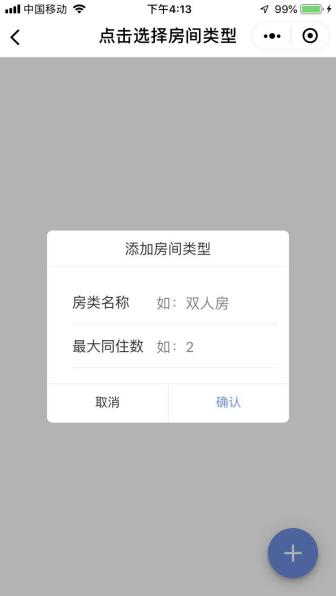 中国移动 下午4:13 99%
点击选择房间类型
添加房间类型
房类名称 如：双人房
最大同住数 如：2
取消 确认